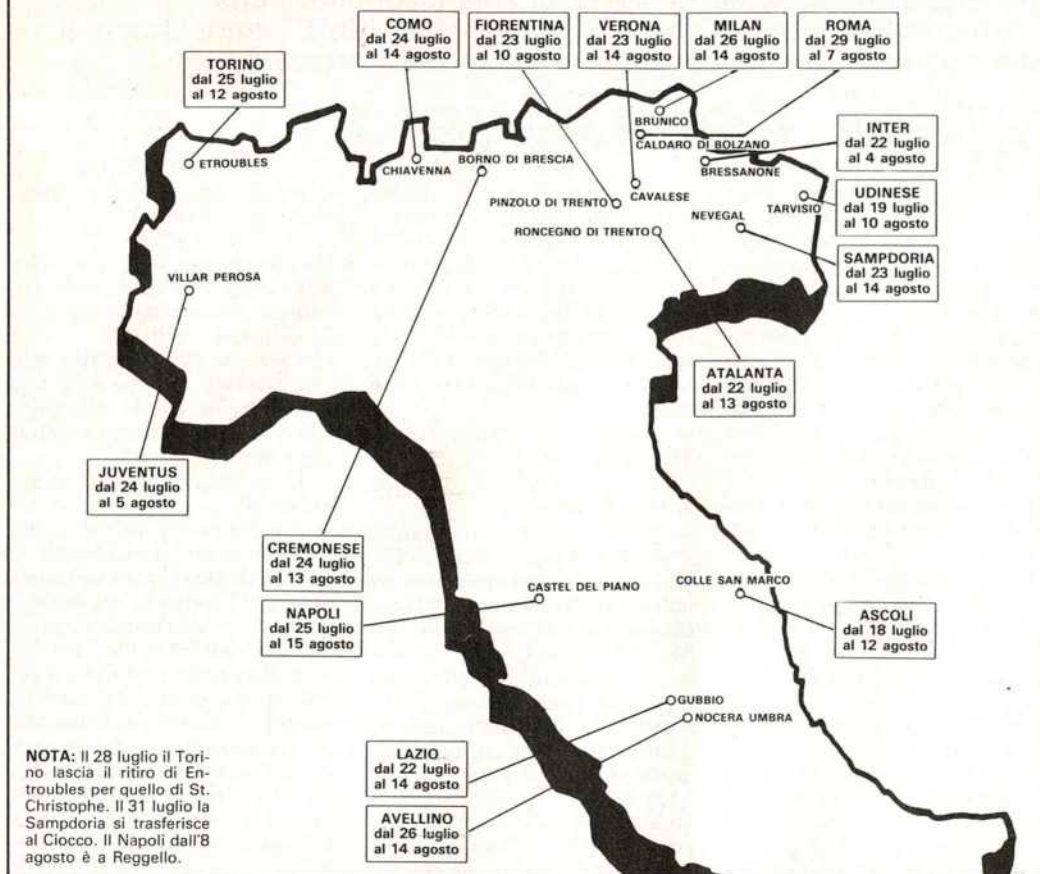 COMO
dal 24 luglio
al 14 agosto
FIORENTINA
dal 23 luglio
al 10 agosto
VERONA
dal 23 luglio
al 14 agosto
MILAN
dal 26 luglio
al 14 agosto
ROMA
dal 29 luglio
al 7 agosto
TORINO
dal 25 luglio
al 12 agosto
BRUNICO
CALDARO DI BOLZANO
INTER
dal 22 luglio
al 4 agosto
ETROUBLES
CHIAVENNA
BORNO DI BRESCIA
BRESSANONE
UDINESE
dal 19 luglio
al 10 agosto
PINZOLO DI TRENTO
CAVALESE
TARVISIO
NEVEGAL
RONCEGNO DI TRENTO
SAMPDORIA
dal 23 luglio
al 14 agosto
VILLAR PEROSA
ATALANTA
dal 22 luglio
al 13 agosto
JUVENTUS
dal 24 luglio
al 5 agosto
CREMONESE
dal 24 luglio
al 13 agosto
CASTEL DEL PIANO
COLLE SAN MARCO
NAPOLI
dal 25 luglio
al 15 agosto
ASCOLI
dal 18 luglio
al 12 agosto
GUBBIO
NOCERA UMBRA
LAZIO
dal 22 luglio
al 14 agosto
AVELLINO
dal 26 luglio
al 14 agosto
NOTA: Il 28 luglio il Tori-
no lascia il ritiro di En-
troubles per quello di St.
Christophe. Il 31 luglio la
Sampdoria si trasferisce
al Ciocco. Il Napoli dall'8
agosto è a Reggello.